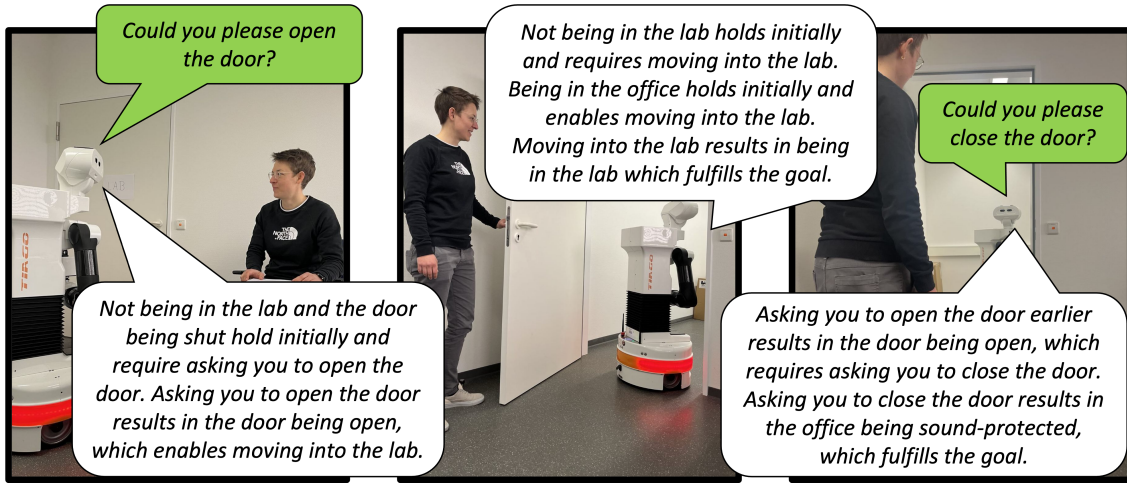 Could you please open
the door?
AB
THE
NORTH
FACE
TIAGO
Not being in the lab and the door
being shut hold initially and
require asking you to open the
door. Asking you to open the door
results in the door being open,
which enables moving into the lab.
Not being in the lab holds initially
and requires moving into the lab.
Being in the office holds initially and
enables moving into the lab.
Moving into the lab results in being
in the lab which fulfills the goal.
THE
NORTH
FACE
TIAGO
Could you please
close the door?
Asking you to open the door earlier
results in the door being open, which
requires asking you to close the door.
Asking you to close the door results in
the office being sound-protected,
which fulfills the goal.